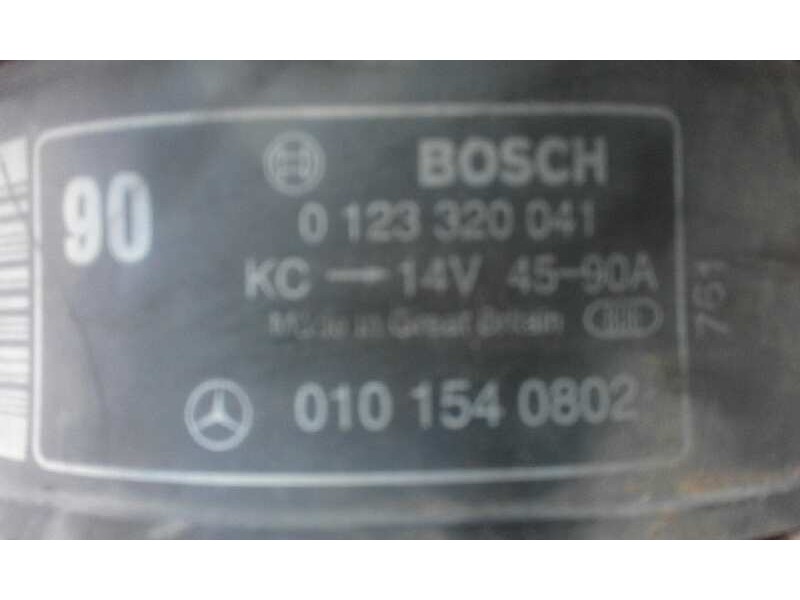 90
BOSCH
0 123 320 041
KC → 14V 45-90A
Made in Great Britain
010 154 0802
761